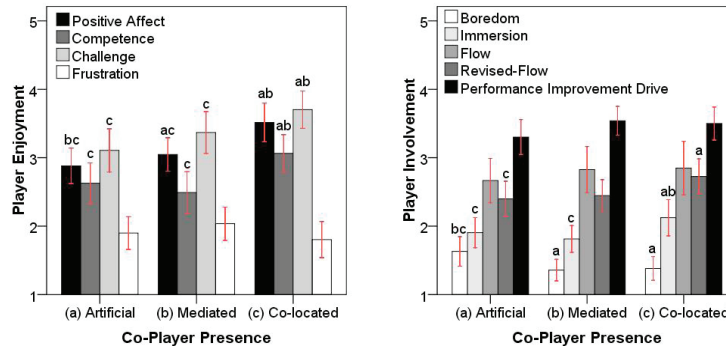 Positive Affect
Competence
Challenge
Frustration
Player Enjoyment
5
4
3
2
1
bc
c
c
ac
c
c
ab
ab
ab
(a) Artificial
(b) Mediated
(c) Co-located
Co-Player Presence
Boredom
Immersion
Flow
Revised-Flow
Performance Improvement Drive
Player Involvement
5
4
3
2
1
bc
c
c
a
c
a
ab
a
(a) Artificial
(b) Mediated
(c) Co-located
Co-Player Presence